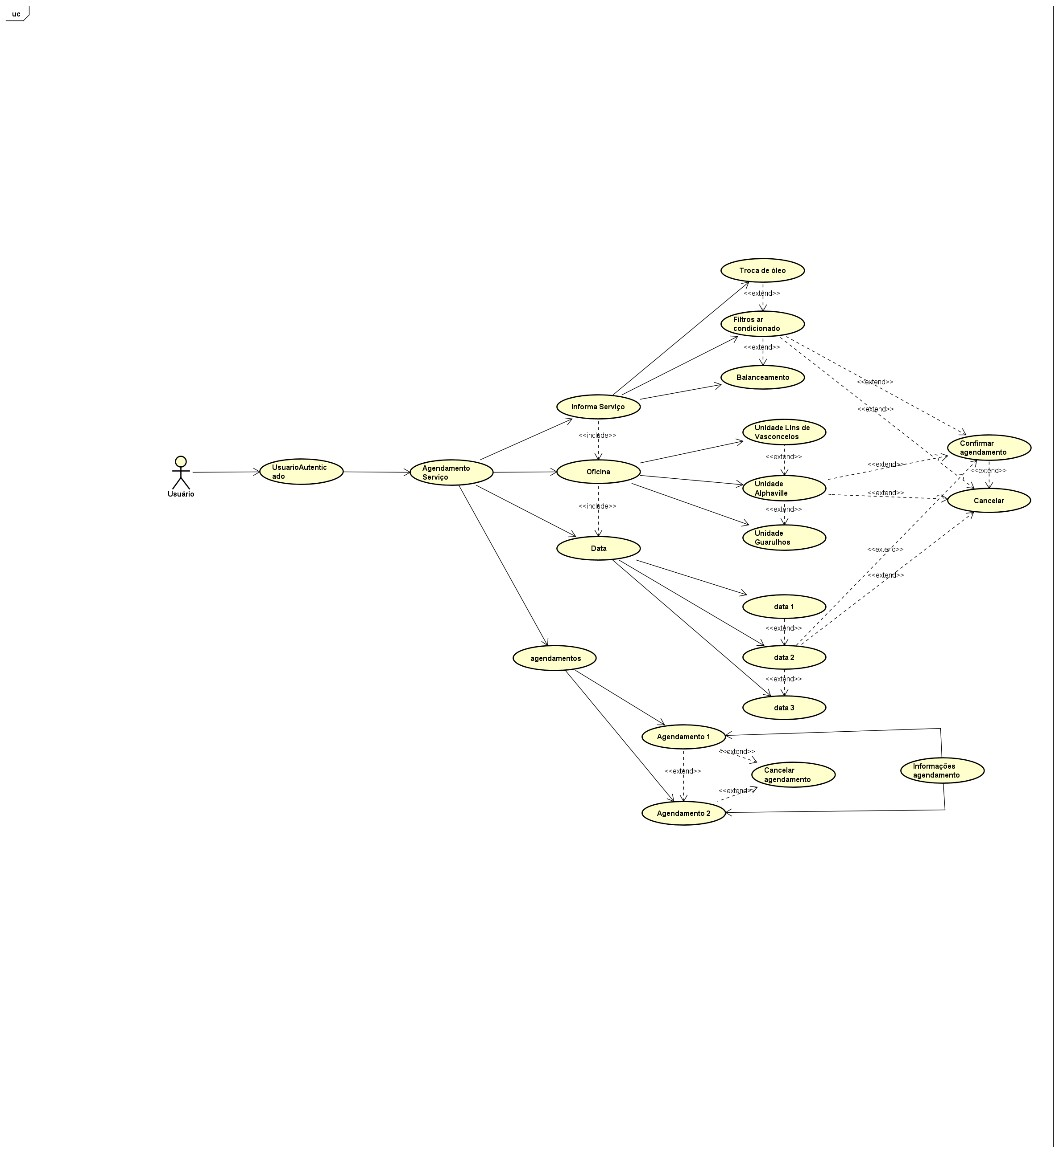 uc
Troca de óleo
<<extend>>
Filtros ar
condicionado
<<extend>>
Balanceamento
<<extend>>
Informa Serviço
<<extend>>
<<include>>
Unidade Lins de
Vasconcelos
Confirmar
agendamento
<<extend>>
<<extend>>
<<extend>>
Usuário
UsuarioAutentic
ado
Agendamento
Serviço
Oficina
Unidade
Alphaville
<<extend>>
Cancelar
<<include>>
<<extend>>
Unidade
Guarulhos
Data
<<extend>>
<<extend>>
data 1
<<extend>>
agendamentos
data 2
<<extend>>
data 3
Agendamento 1
<<extend>>
<<extend>>
Cancelar
agendamento
Informações
agendamento
<<extend>>
Agendamento 2